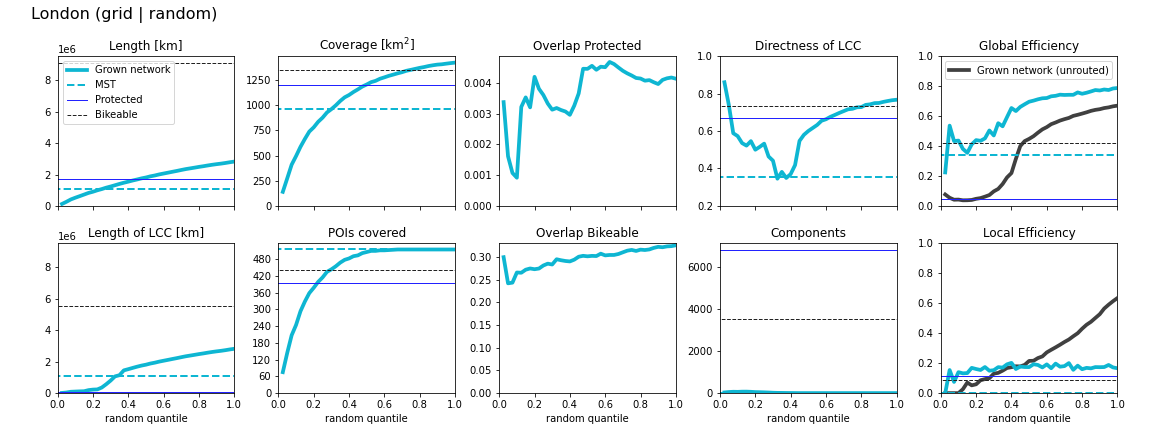 London (grid | random)
Length [km]
1e6
8
6
4
2
0
Grown network
MST
Protected
Bikeable
Coverage [km²]
1250
1000
750
500
250
0
Overlap Protected
0.004
0.003
0.002
0.001
0.000
Directness of LCC
1.0
0.8
0.6
0.4
0.2
Global Efficiency
1.0
0.8
0.6
0.4
0.2
0.0
Grown network (unrouted)
Length of LCC [km]
1e6
8
6
4
2
0
0.0 0.2 0.4 0.6 0.8 1.0
random quantile
POIs covered
480
420
360
300
240
180
120
60
0
0.0 0.2 0.4 0.6 0.8 1.0
random quantile
Overlap Bikeable
0.30
0.25
0.20
0.15
0.10
0.05
0.00
0.0 0.2 0.4 0.6 0.8 1.0
random quantile
Components
6000
4000
2000
0
0.0 0.2 0.4 0.6 0.8 1.0
random quantile
Local Efficiency
1.0
0.8
0.6
0.4
0.2
0.0
0.0 0.2 0.4 0.6 0.8 1.0
random quantile